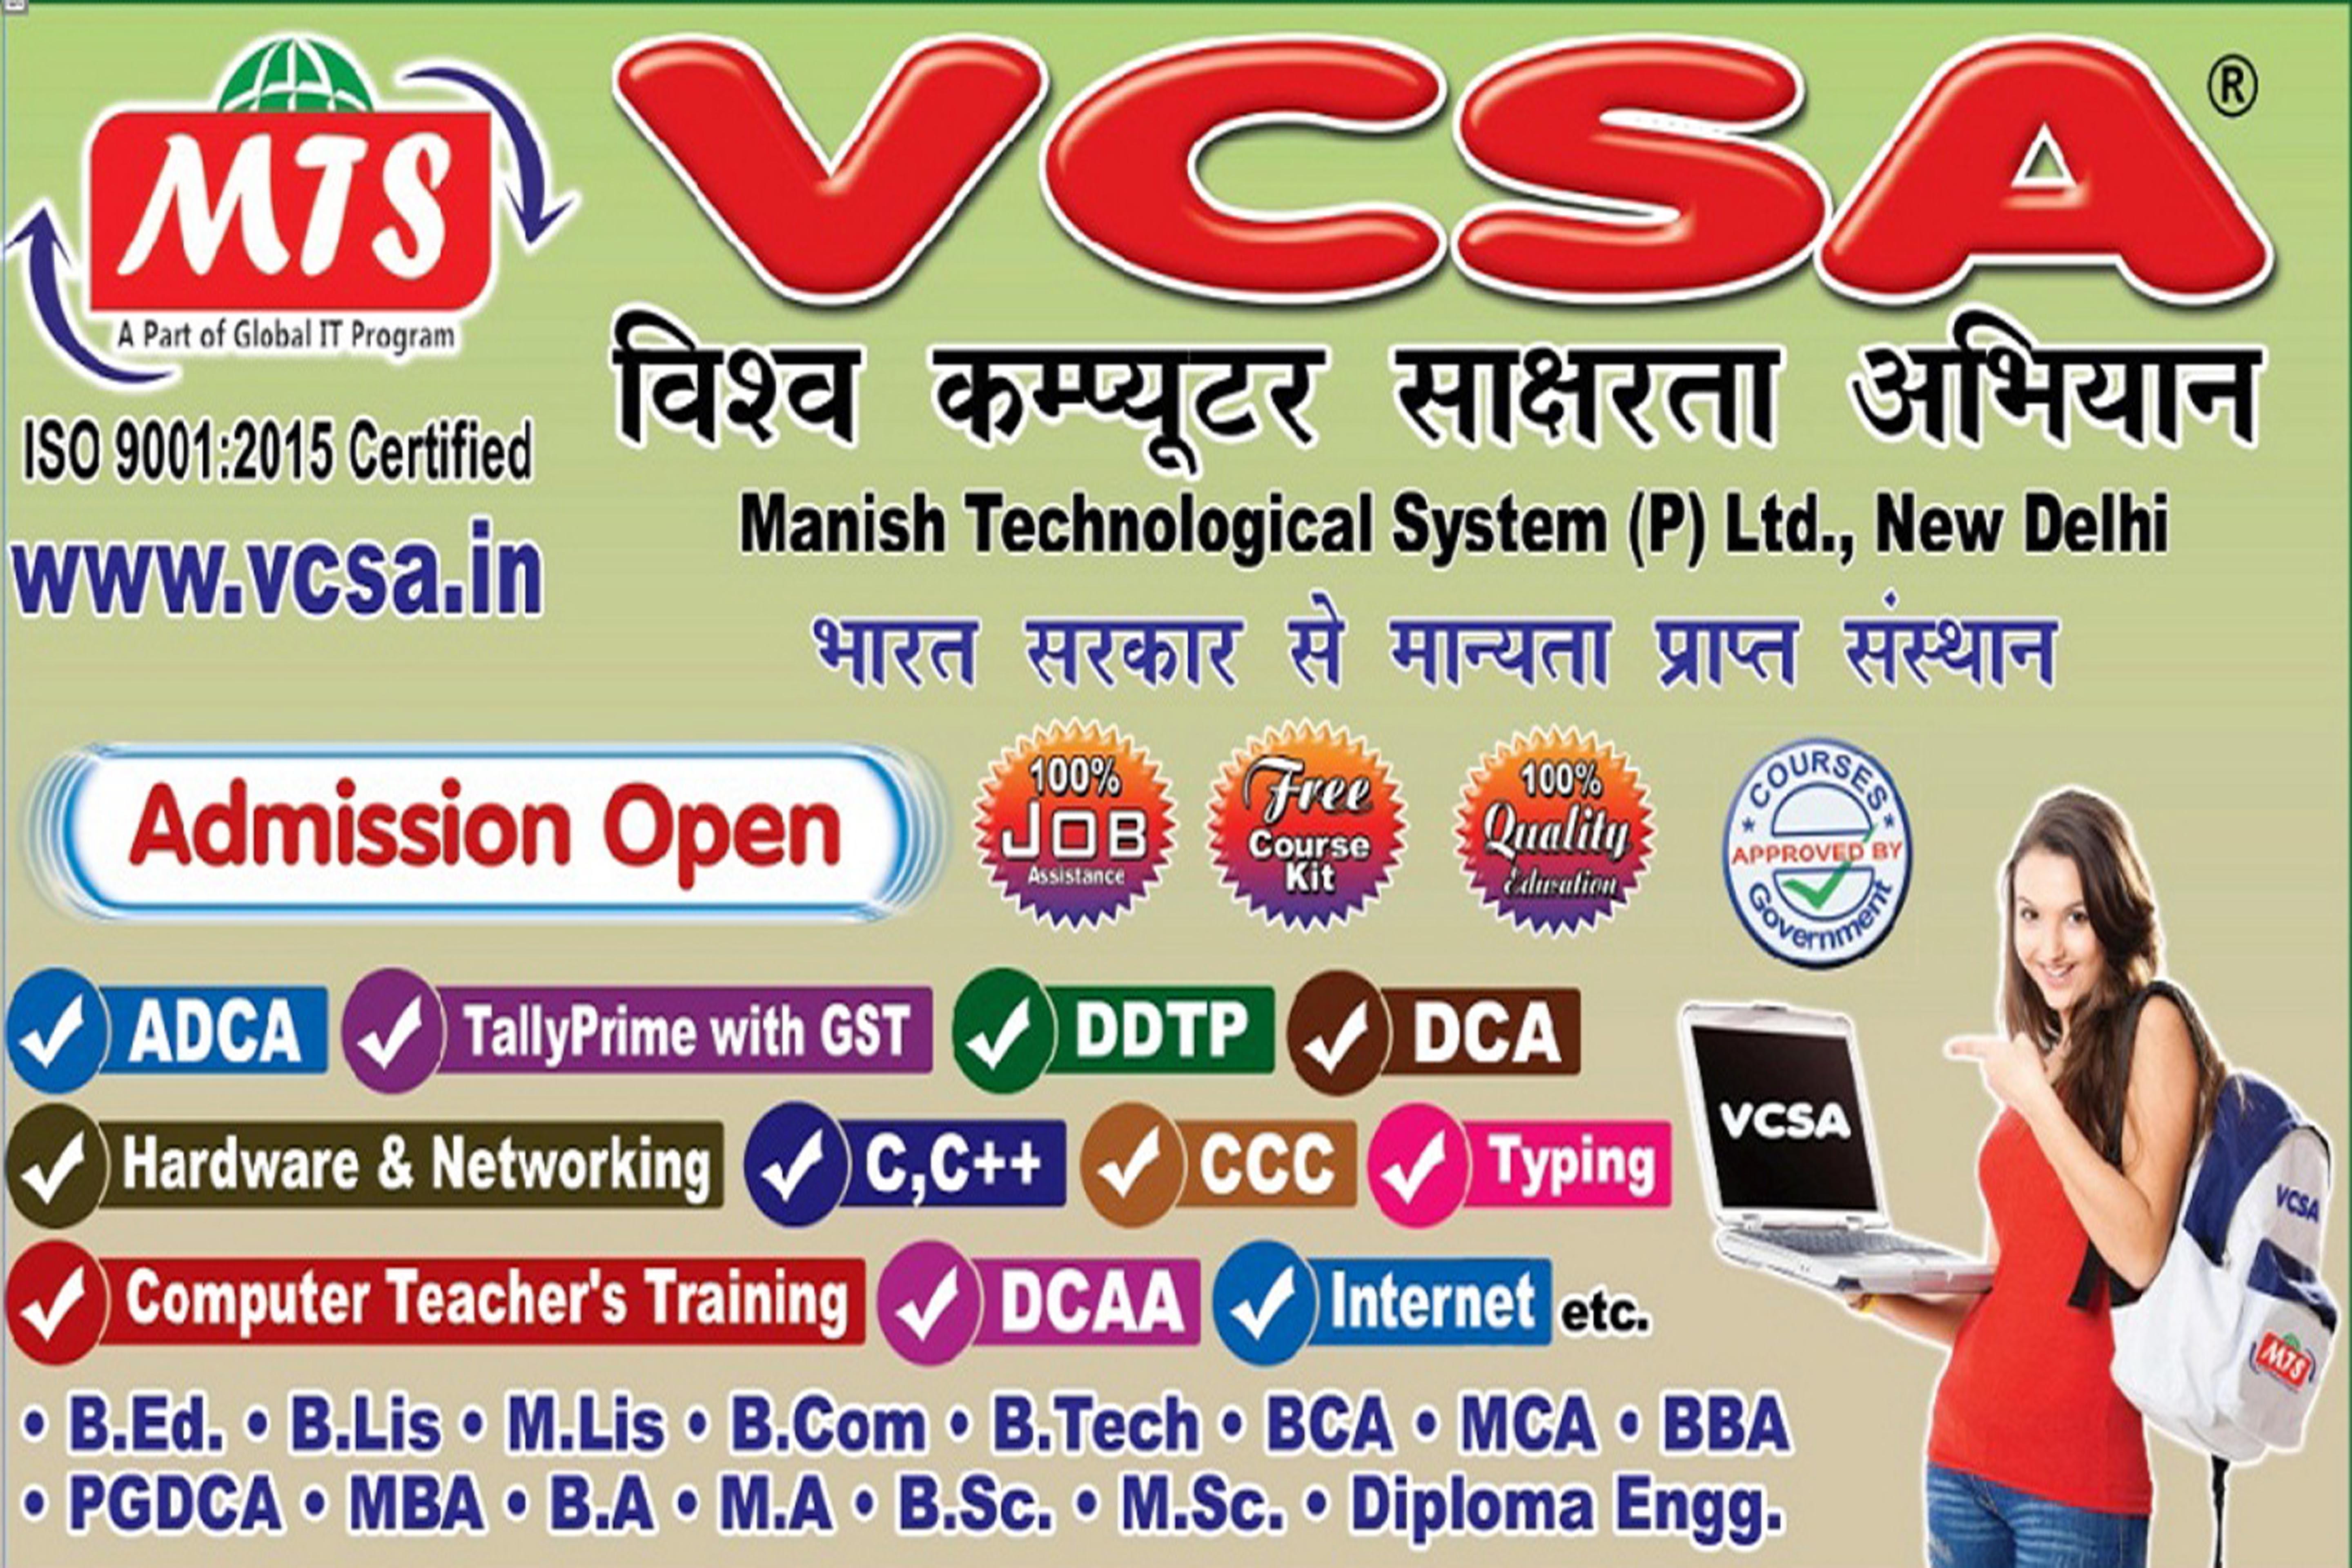 MTS
A Part of Global IT Program
ISO 9001:2015 Certified
www.vcsa.in
VCSA®
विश्व कम्प्यूटर साक्षरता अभियान
Manish Technological System (P) Ltd., New Delhi
भारत सरकार से मान्यता प्राप्त संस्थान
Admission Open
100%
JOB
Assistance
Free
Course
Kit
100%
Quality
Education
COURSES
APPROVED BY
Government
ADCA TallyPrime with GST DDTP DCA
Hardware & Networking C,C++ CCC Typing
Computer Teacher's Training DCAA Internet etc.
• B.Ed. • B.Lis • M.Lis • B.Com • B.Tech • BCA • MCA • BBA
• PGDCA • MBA • B.A • M.A • B.Sc. • M.Sc. • Diploma Engg.
VCSA
VCSA
MTS